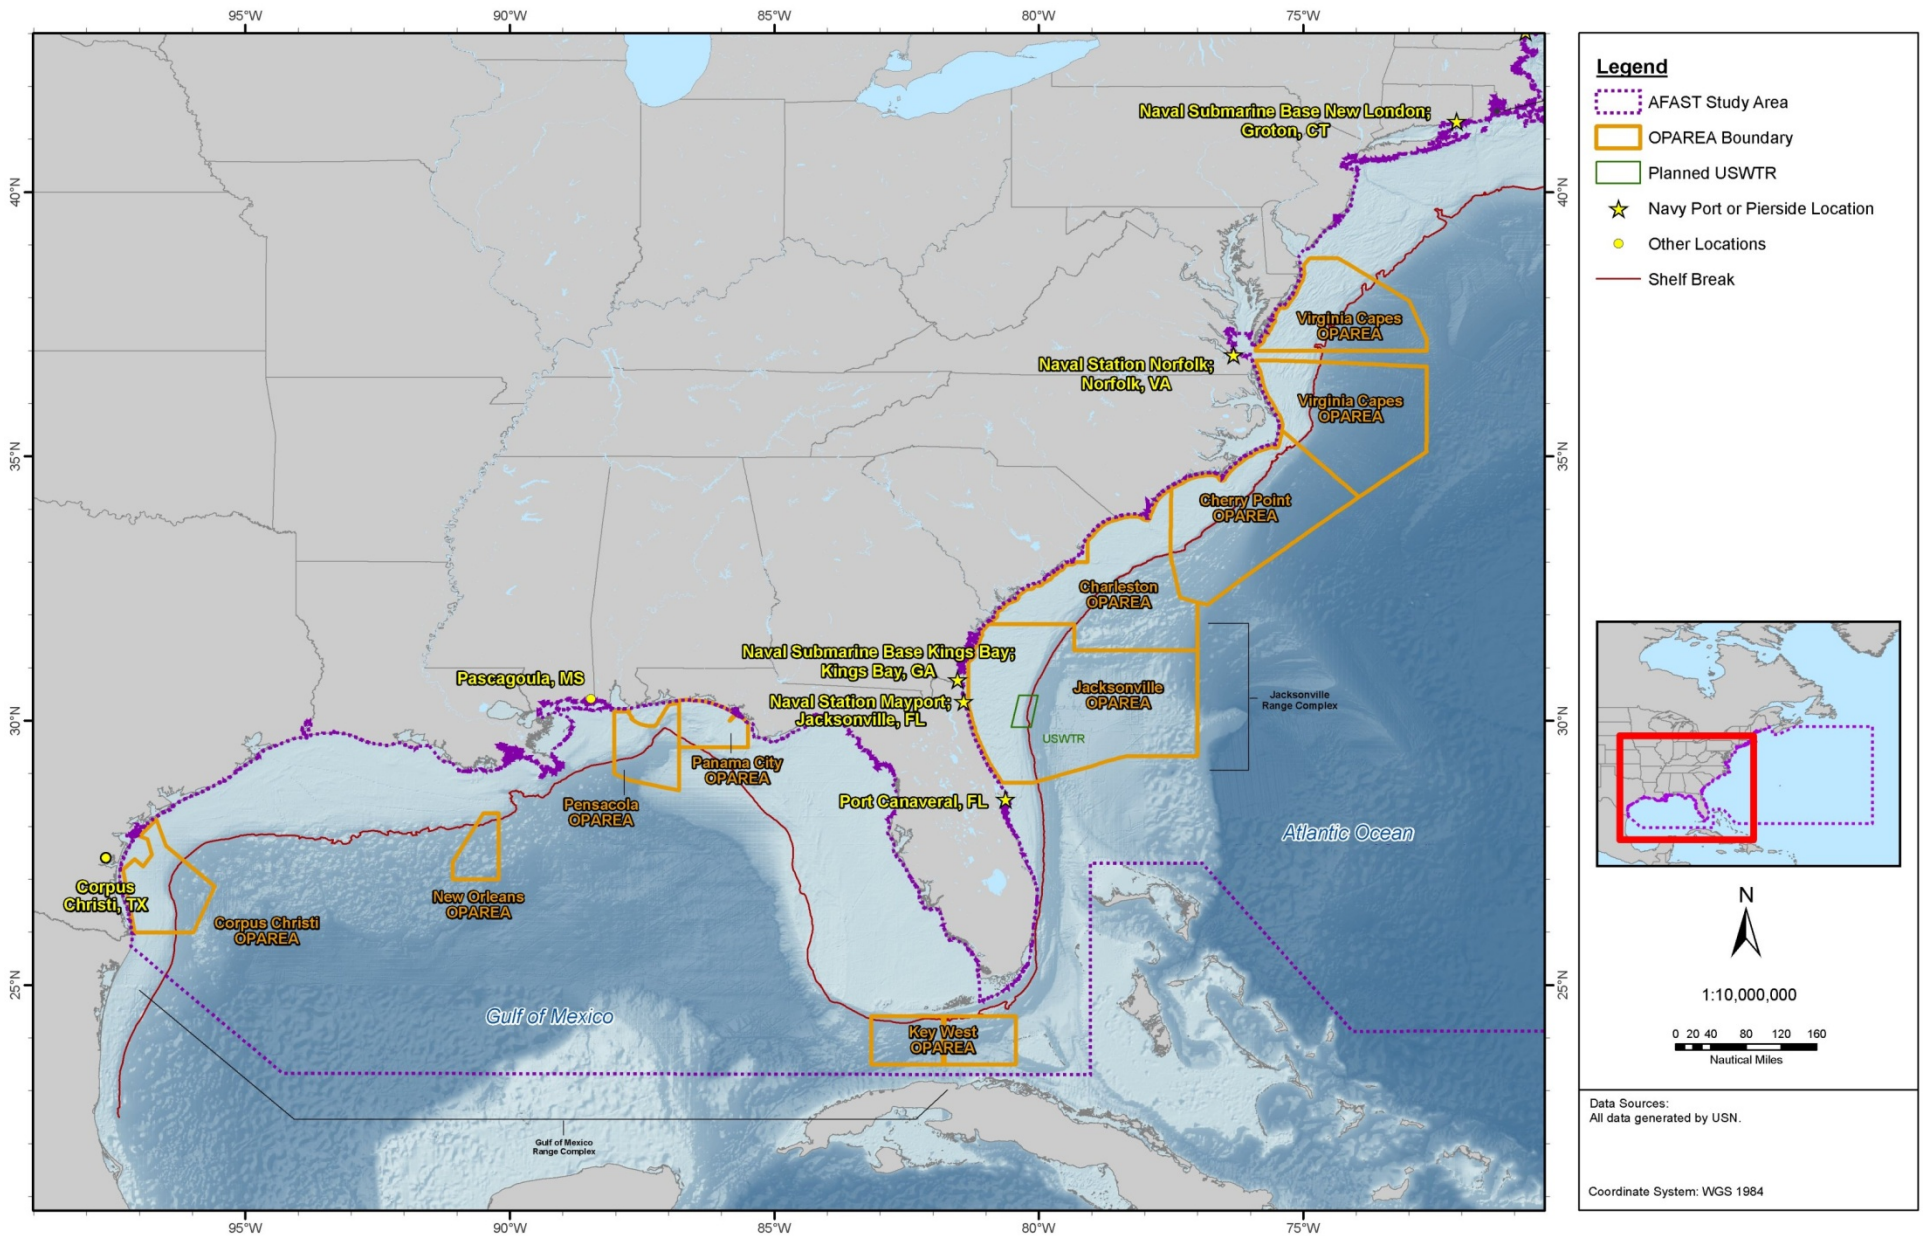 95°W
90°W
85°W
80°W
75°W
40°N
35°N
30°N
25°N
40°N
35°N
30°N
25°N
Naval Submarine Base New London;
Groton, CT
Virginia Capes
OPAREA
Naval Station Norfolk;
Norfolk, VA
Virginia Capes
OPAREA
Cherry Point
OPAREA
Charleston
OPAREA
Naval Submarine Base Kings Bay;
Kings Bay, GA
Naval Station Mayport;
Jacksonville, FL
Jacksonville
OPAREA
Jacksonville
Range Complex
USWTR
Pascagoula, MS
Panama City
OPAREA
Pensacola
OPAREA
Port Canaveral, FL
Atlantic Ocean
Corpus
Christi, TX
New Orleans
OPAREA
Corpus Christi
OPAREA
Gulf of Mexico
Key West
OPAREA
Gulf of Mexico
Range Complex
95°W
90°W
85°W
80°W
75°W
Legend
AFAST Study Area
OPAREA Boundary
Planned USWTR
Navy Port or Pierside Location
Other Locations
Shelf Break
N
1:10,000,000
0 20 40 80 120 160
Nautical Miles
Data Sources:
All data generated by USN.
Coordinate System: WGS 1984